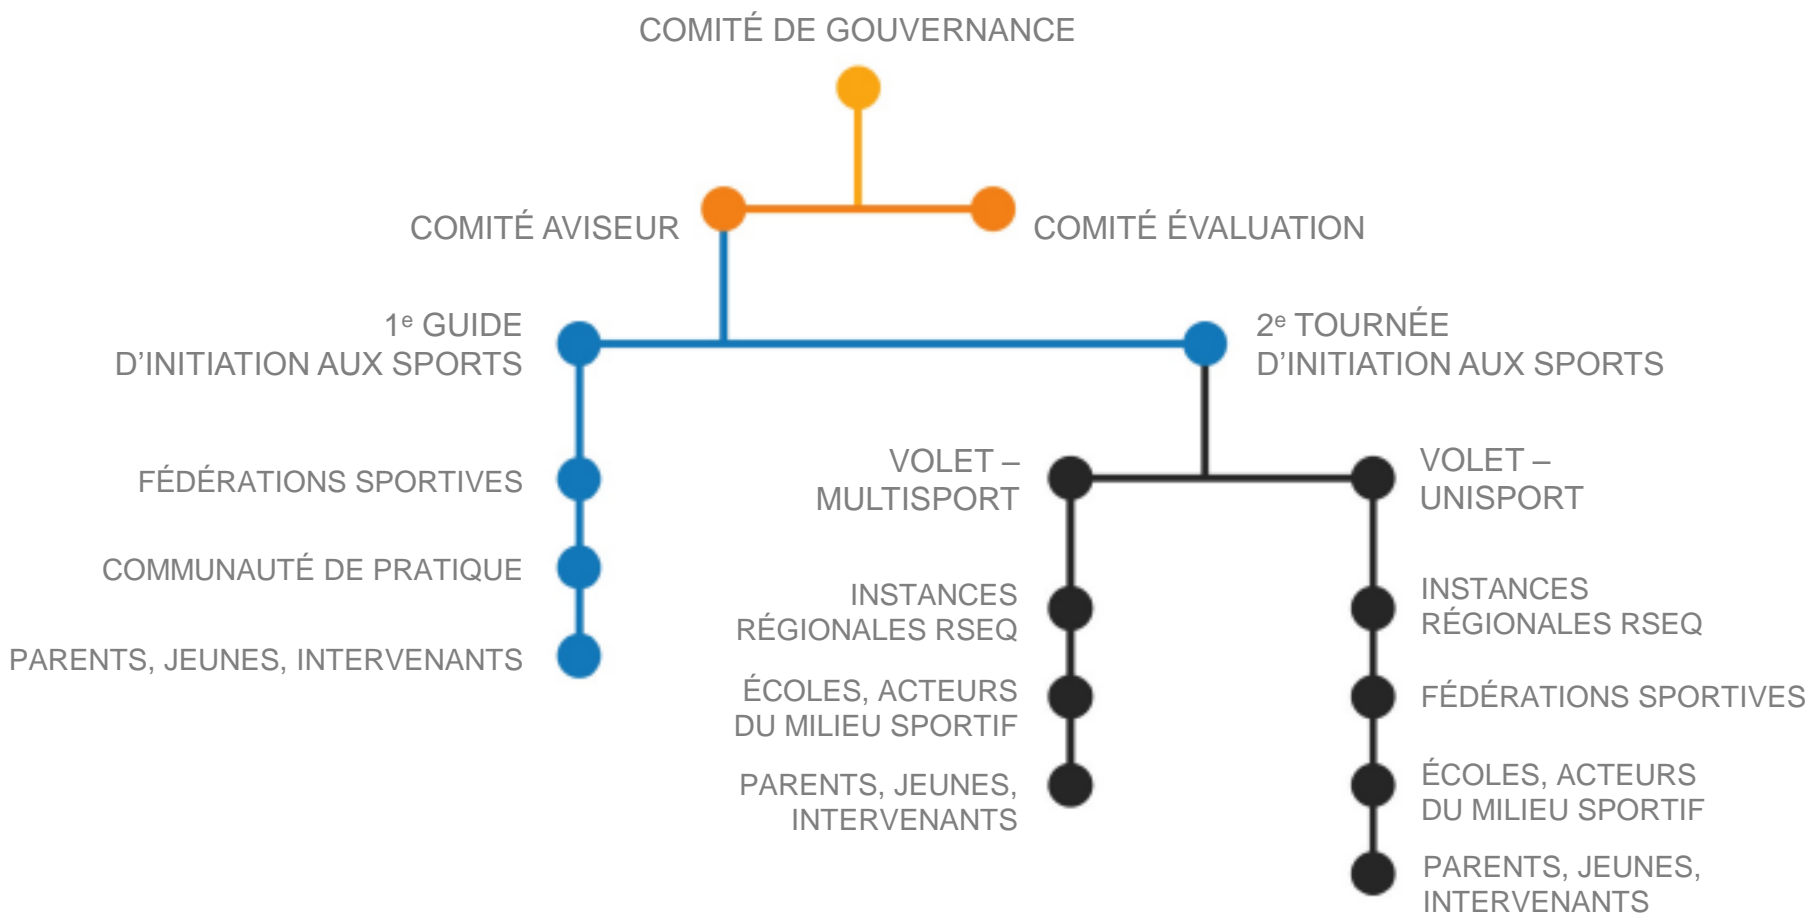 COMITÉ DE GOUVERNANCE
COMITÉ AVISEUR
COMITÉ ÉVALUATION
1e GUIDE
D'INITIATION AUX SPORTS
2e TOURNÉE
D'INITIATION AUX SPORTS
FÉDÉRATIONS SPORTIVES
COMMUNAUTÉ DE PRATIQUE
PARENTS, JEUNES, INTERVENANTS
VOLET –
MULTISPORT
INSTANCES
RÉGIONALES RSEQ
ÉCOLES, ACTEURS
DU MILIEU SPORTIF
PARENTS, JEUNES,
INTERVENANTS
VOLET –
UNISPORT
INSTANCES
RÉGIONALES RSEQ
FÉDÉRATIONS SPORTIVES
ÉCOLES, ACTEURS
DU MILIEU SPORTIF
PARENTS, JEUNES,
INTERVENANTS